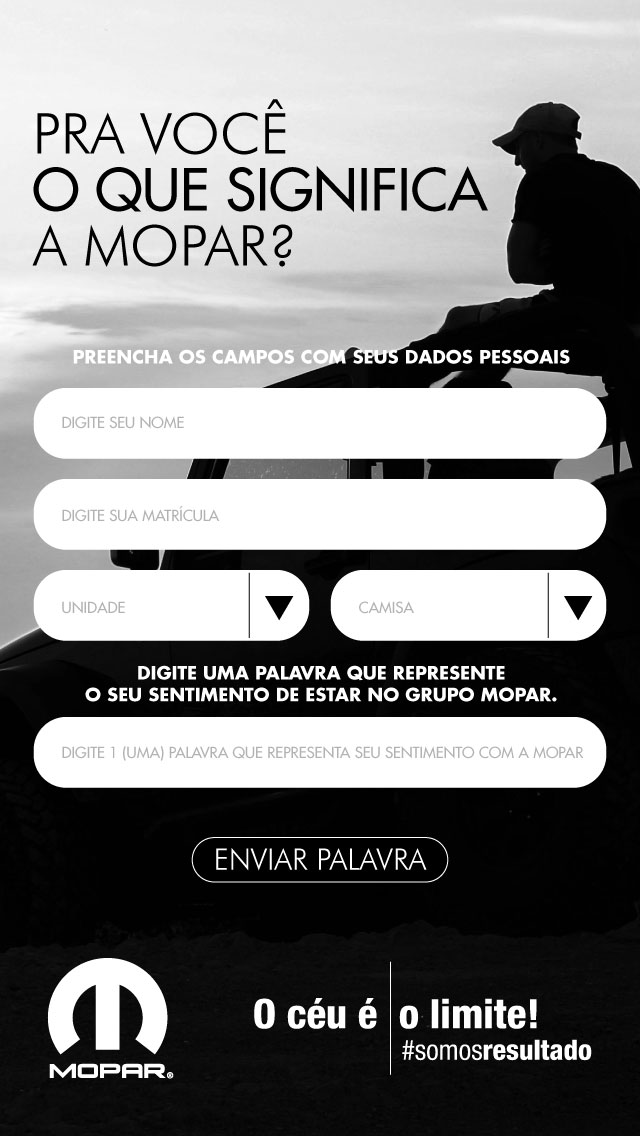 PRA VOCÊ
O QUE SIGNIFICA
A MOPAR?
PREENCHA OS CAMPOS COM SEUS DADOS PESSOAIS
DIGITE SEU NOME
DIGITE SUA MATRÍCULA
UNIDADE
CAMISA
DIGITE UMA PALAVRA QUE REPRESENTE
O SEU SENTIMENTO DE ESTAR NO GRUPO MOPAR.
DIGITE 1 (UMA) PALAVRA QUE REPRESENTA SEU SENTIMENTO COM A MOPAR
ENVIAR PALAVRA
MOPAR®
O céu é o limite!
#somosresultado